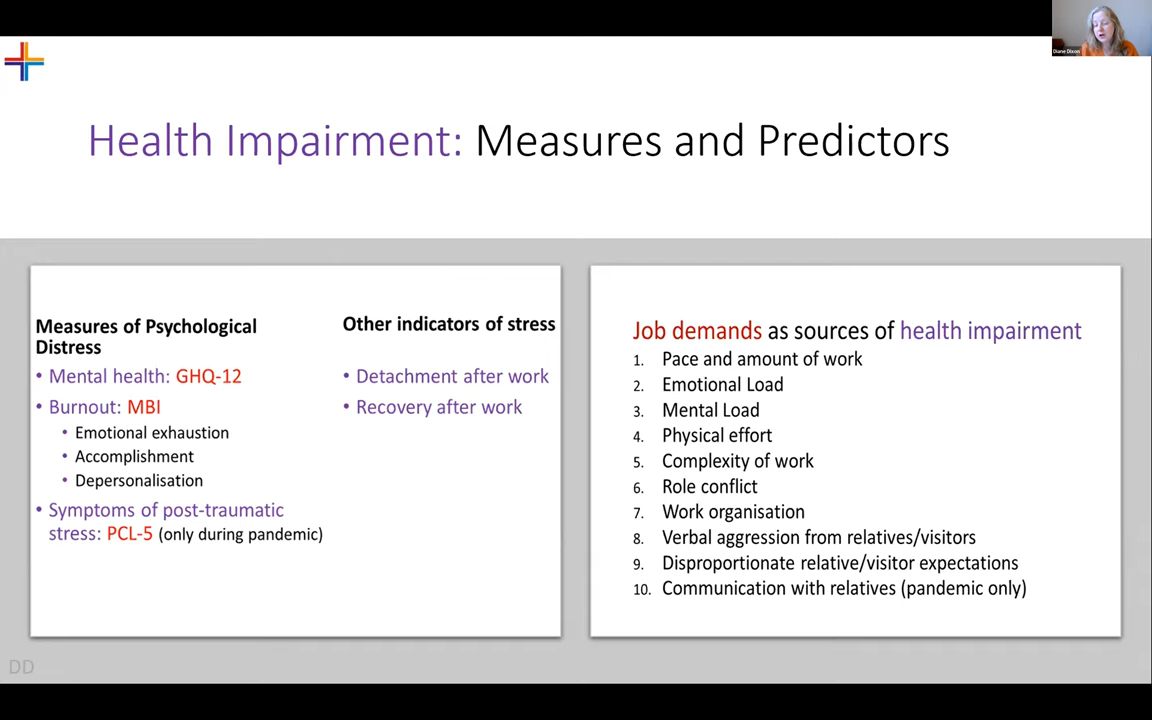 Diane Dixon
Health Impairment: Measures and Predictors
Measures of Psychological
Distress
• Mental health: GHQ-12
• Burnout: MBI
• Emotional exhaustion
• Accomplishment
• Depersonalisation
• Symptoms of post-traumatic
stress: PCL-5 (only during pandemic)
Other indicators of stress
• Detachment after work
• Recovery after work
Job demands as sources of health impairment
1. Pace and amount of work
2. Emotional Load
3. Mental Load
4. Physical effort
5. Complexity of work
6. Role conflict
7. Work organisation
8. Verbal aggression from relatives/visitors
9. Disproportionate relative/visitor expectations
10. Communication with relatives (pandemic only)
DD